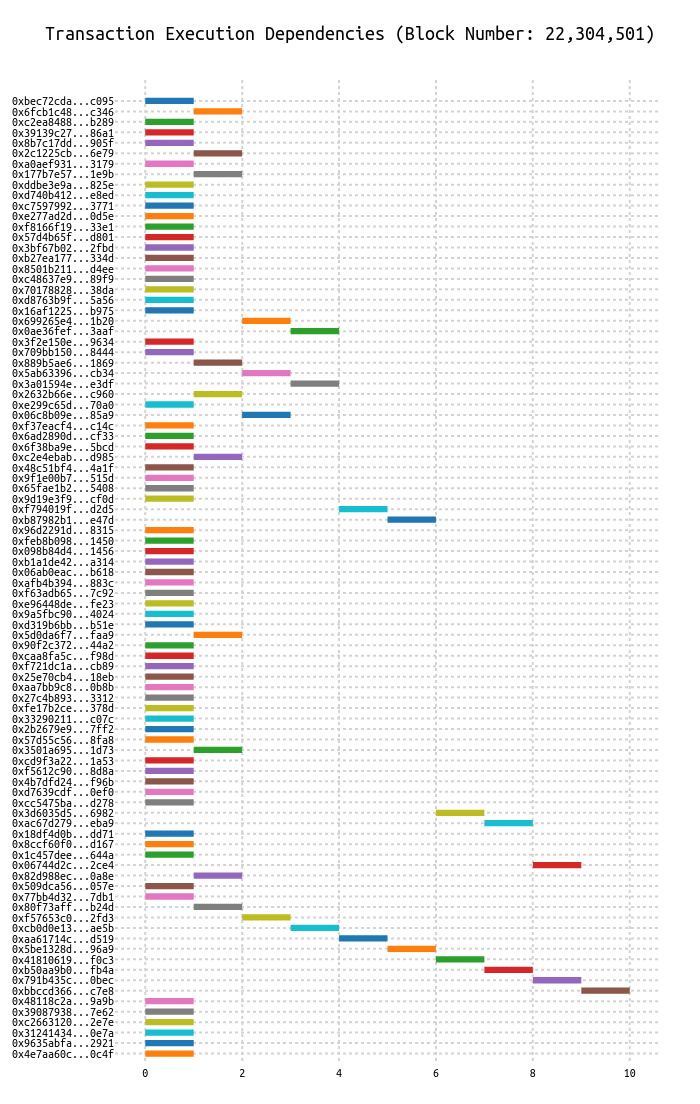 Transaction Execution Dependencies (Block Number: 22,304,501)
0xbec72cda...c095
0x6fcb1c48...c346
0xc2ea8488...b289
0x39139c27...86a1
0x8b7c17dd...905f
0x2c1225cb...6e79
0xa0aef931...3179
0x177b7e57...1e9b
0xddbe3e9a...825e
0xd740b412...e8ed
0xc7597992...3771
0xe277ad2d...0d5e
0xf8166f19...33e1
0x57d4b65f...d801
0x3bf67b02...2fbd
0xb27ea177...334d
0x8501b211...d4ee
0xc48637e9...89f9
0x70178828...38da
0xd8763b9f...5a56
0x16af1225...b975
0x699265e4...1b20
0x0ae36fef...3aaf
0x3f2e150e...9634
0x709bb150...8444
0x889b5ae6...1869
0x5ab63396...cb34
0x3a01594e...e3df
0x2632b66e...c960
0xe299c65d...70a0
0x06c8b09e...85a9
0xf37eacf4...c14c
0x6ad2890d...cf33
0x6f38ba9e...5bcd
0xc2e4ebab...d985
0x48c51bf4...4a1f
0x9f1e00b7...515d
0x65fae1b2...5408
0x9d19e3f9...cf0d
0xf794019f...d2d5
0xb87982b1...e47d
0x96d2291d...8315
0xfeb8b098...1450
0x098b84d4...1456
0xb1a1de42...a314
0x06ab0eac...b618
0xafb4b394...883c
0xf63adb65...7c92
0xe96448de...fe23
0x9a5fbc90...4024
0xd319b6bb...b51e
0x5d0da6f7...faa9
0x90f2c372...44a2
0xcaa8fa5c...f98d
0xf721dc1a...cb89
0x25e70cb4...18eb
0xaa7bb9c8...0b8b
0x27c4b893...3312
0xfe17b2ce...378d
0x33290211...c07c
0x2b2679e9...7ff2
0x57d55c56...8fa8
0x3501a695...1d73
0xcd9f3a22...1a53
0xf5612c90...8d8a
0x4b7dfd24...f96b
0xd7639cdf...0ef0
0xcc5475ba...d278
0x3d6035d5...6982
0xac67d279...eba9
0x18df4d0b...dd71
0x8ccf60f0...d167
0x1c457dee...644a
0x06744d2c...2ce4
0x82d988ec...0a8e
0x509dca56...057e
0x77bb4d32...7db1
0x80f73aff...b24d
0xf57653c0...2fd3
0xcb0d0e13...ae5b
0xaa61714c...d519
0x5be1328d...96a9
0x41810619...f0c3
0xb50aa9b0...fb4a
0x791b435c...0bec
0xbbccd366...c7e8
0x48118c2a...9a9b
0x39087938...7e62
0xc2663120...2e7e
0x31241434...0e7a
0x9635abfa...2921
0x4e7aa60c...0c4f
0 2 4 6 8 10